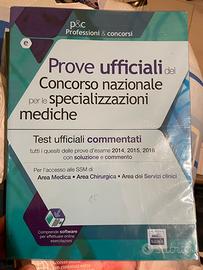 p&c
Professioni & concorsi
e
Prove ufficiali del
Concorso nazionale
per le specializzazioni
mediche
Test ufficiali commentati
tutti i quesiti delle prove d'esame 2014, 2015, 2016
con soluzione e commento
Per l'accesso alle SSM di
Area Medica • Area Chirurgica • Area dei Servizi clinici
Comprende software
per effettuare online
esercitazioni
Subito